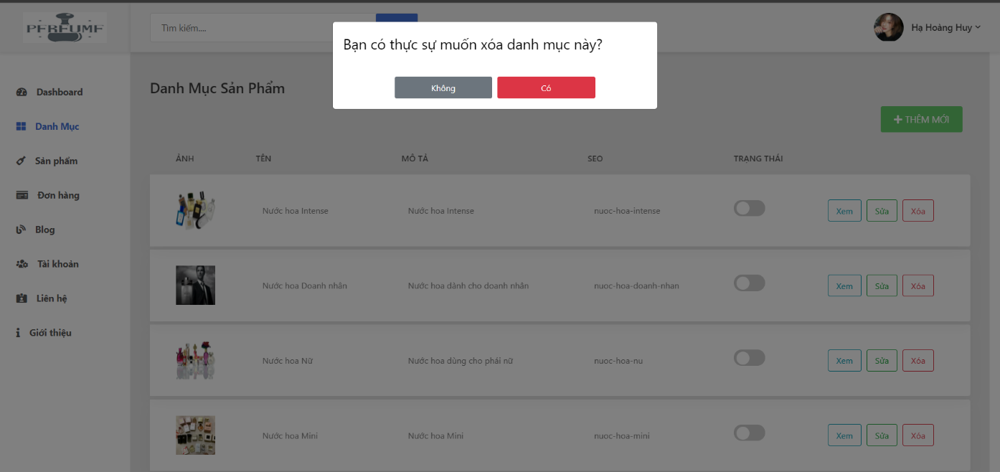 PERFUME
Tìm kiếm....
Hạ Hoàng Huy
Bạn có thực sự muốn xóa danh mục này?
Không
Có
Dashboard
Danh Mục
Sản phẩm
Đơn hàng
Blog
Tài khoản
Liên hệ
Giới thiệu
Danh Mục Sản Phẩm
THÊM MỚI
ẢNH TÊN MÔ TẢ SEO TRẠNG THÁI
Nước hoa Intense Nước hoa Intense nuoc-hoa-intense Xem Sửa Xóa
Nước hoa Doanh nhân Nước hoa dành cho doanh nhân nuoc-hoa-doanh-nhan Xem Sửa Xóa
Nước hoa Nữ Nước hoa dùng cho phái nữ nuoc-hoa-nu Xem Sửa Xóa
Nước hoa Mini Nước hoa Mini nuoc-hoa-mini Xem Sửa Xóa